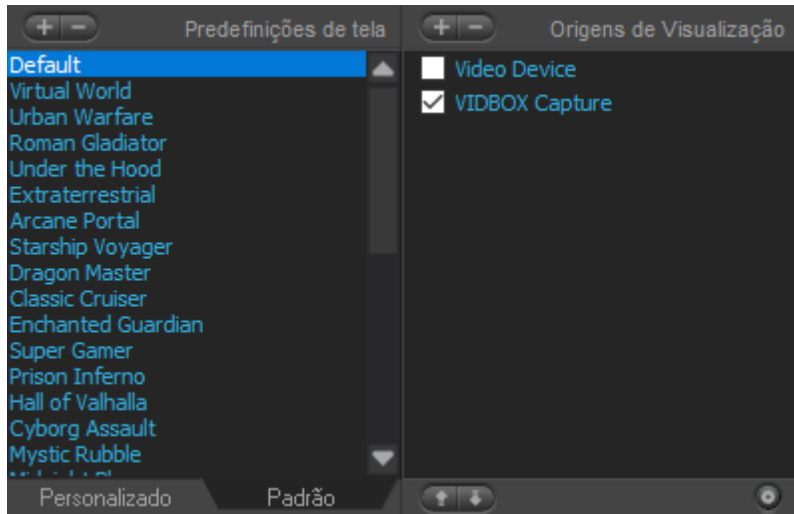 Predefinições de tela
Default
Virtual World
Urban Warfare
Roman Gladiator
Under the Hood
Extraterrestrial
Arcane Portal
Starship Voyager
Dragon Master
Classic Cruiser
Enchanted Guardian
Super Gamer
Prison Inferno
Hall of Valhalla
Cyborg Assault
Mystic Rubble
Personalizado
Padrão
Origens de Visualização
Video Device
VIDBOX Capture